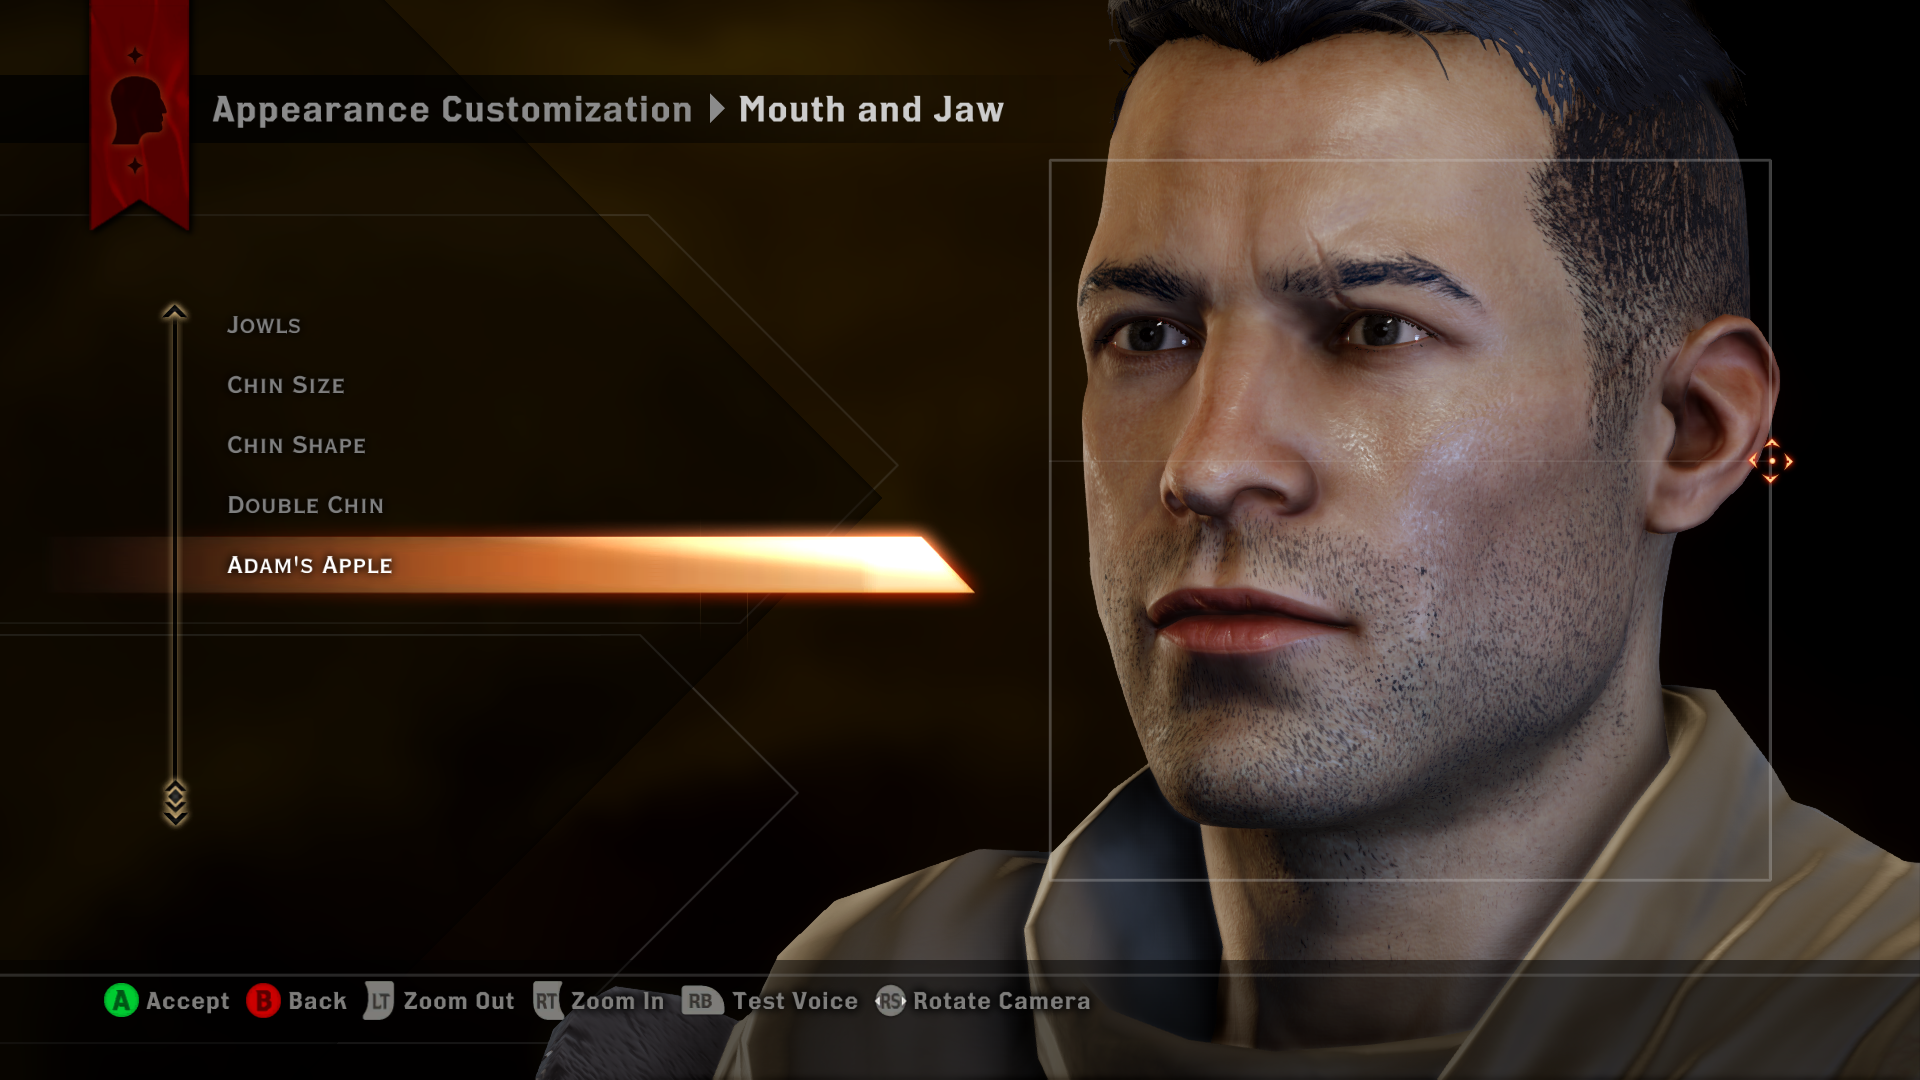 Appearance Customization ▶ Mouth and Jaw
Jowls
Chin Size
Chin Shape
Double Chin
Adam's Apple
A Accept B Back LT Zoom Out RT Zoom In RB Test Voice RS Rotate Camera